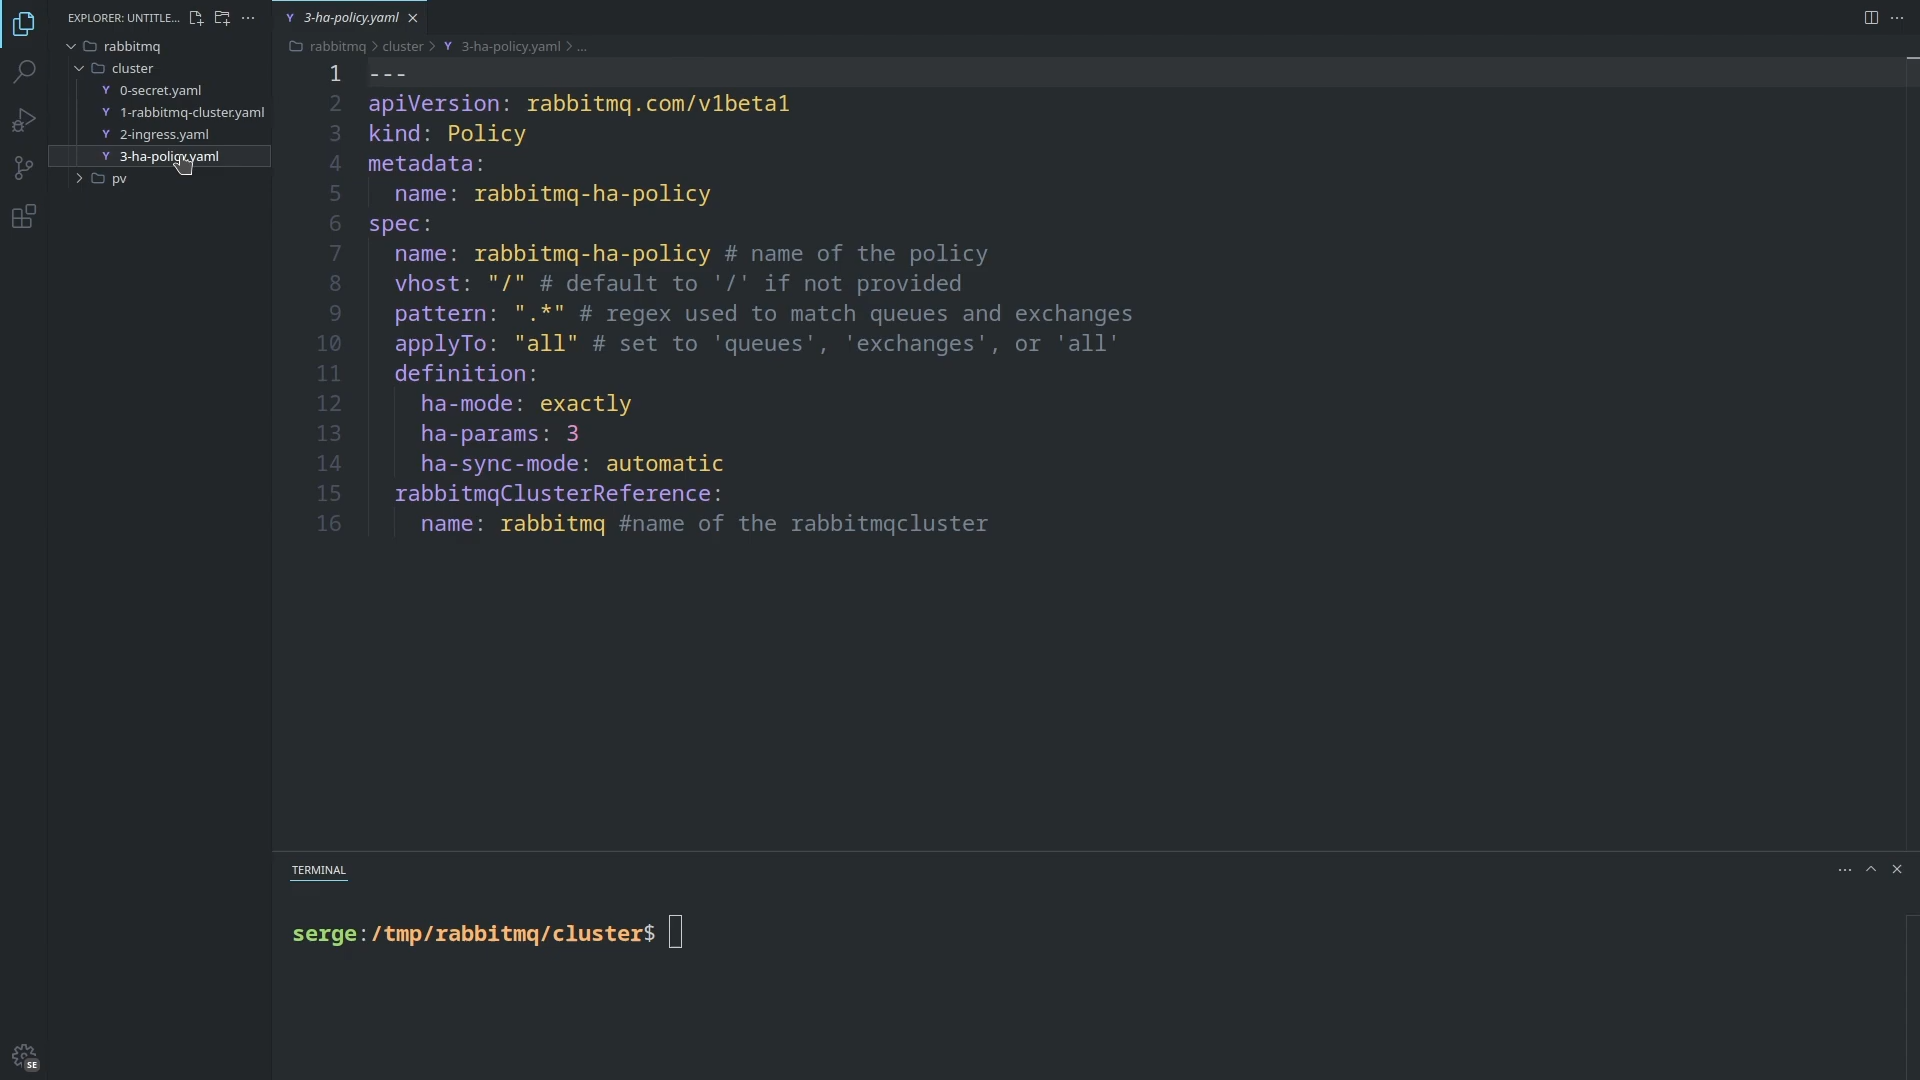 EXPLORER: UNTITLE...
rabbitmq
cluster
0-secret.yaml
1-rabbitmq-cluster.yaml
2-ingress.yaml
3-ha-policy.yaml
pv
3-ha-policy.yaml
rabbitmq > cluster > 3-ha-policy.yaml > ...
1 ---
2 apiVersion: rabbitmq.com/v1beta1
3 kind: Policy
4 metadata:
5 name: rabbitmq-ha-policy
6 spec:
7 name: rabbitmq-ha-policy # name of the policy
8 vhost: "/" # default to '/' if not provided
9 pattern: ".*" # regex used to match queues and exchanges
10 applyTo: "all" # set to 'queues', 'exchanges', or 'all'
11 definition:
12 ha-mode: exactly
13 ha-params: 3
14 ha-sync-mode: automatic
15 rabbitmqClusterReference:
16 name: rabbitmq #name of the rabbitmqcluster
TERMINAL
serge:/tmp/rabbitmq/cluster$
SE